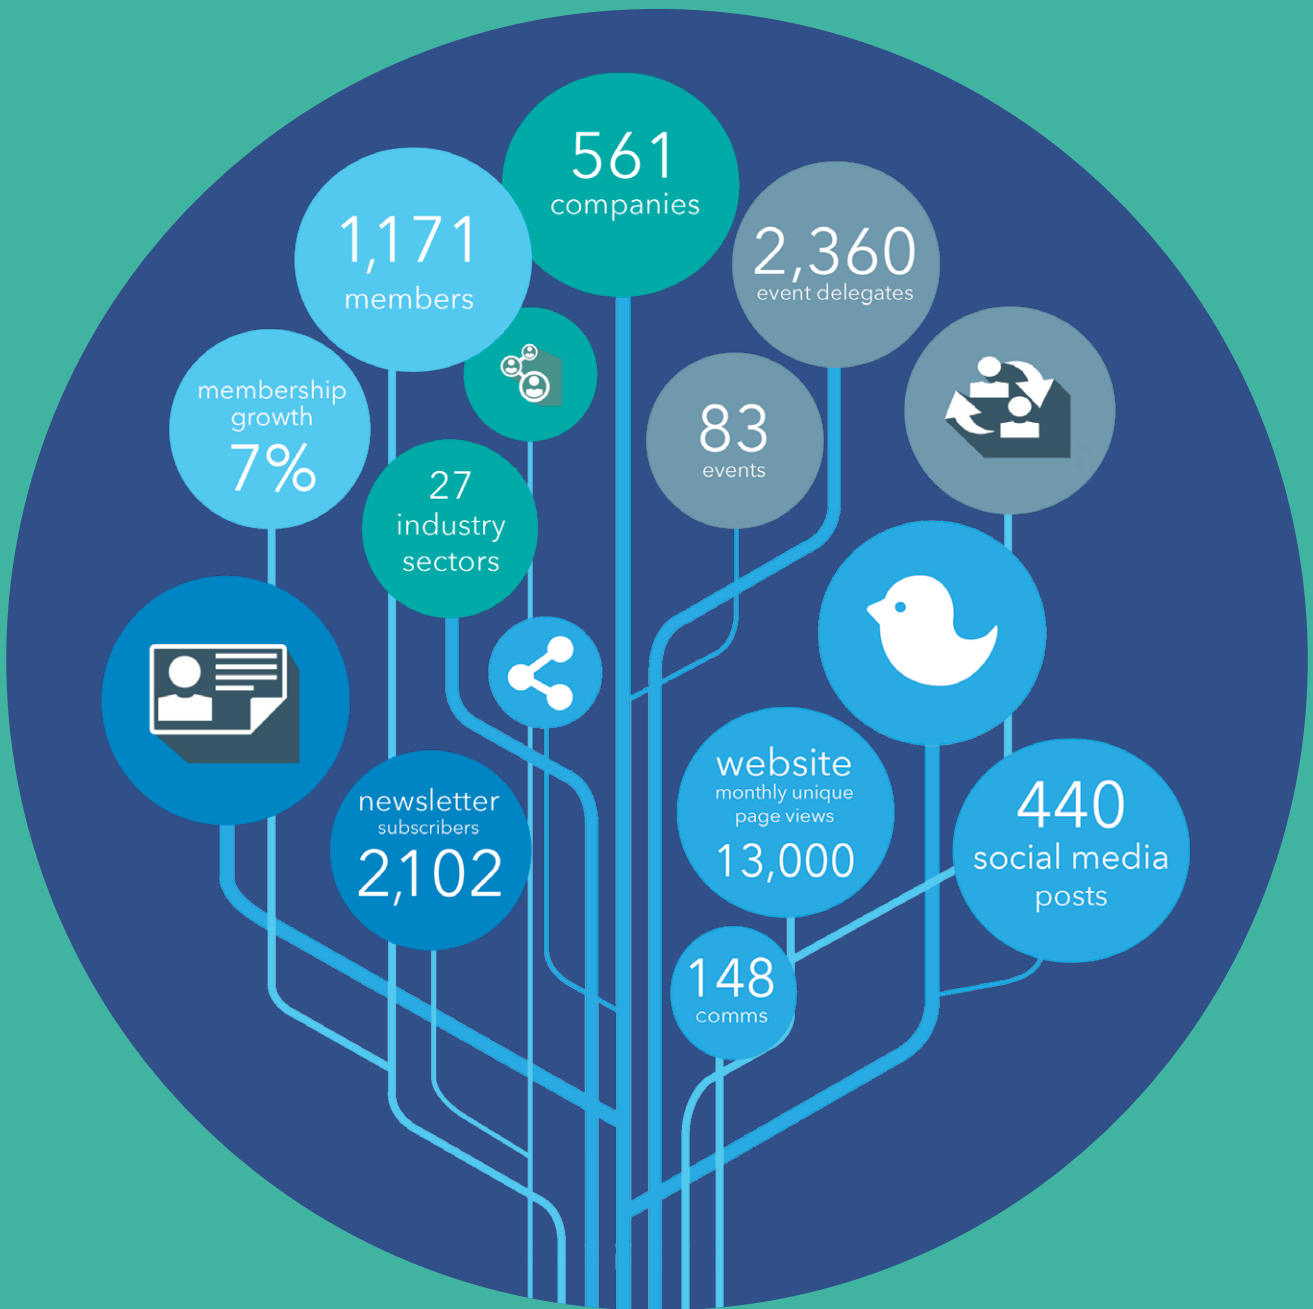 561
companies
1,171
members
2,360
event delegates
membership
growth
7%
83
events
27
industry
sectors
website
monthly unique
page views
13,000
440
social media
posts
newsletter
subscribers
2,102
148
comms